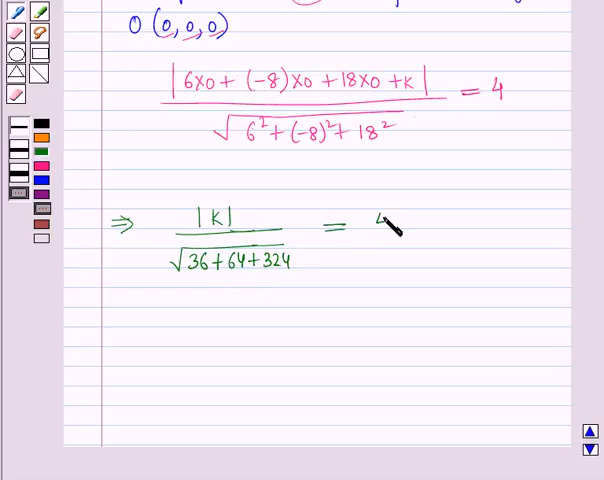 O (0, 0, 0)
|6×0 + (-8)×0 + 18×0 + K| / √6² + (-8)² + 18² = 4
⇒ |K| / √36 + 64 + 324 = 4